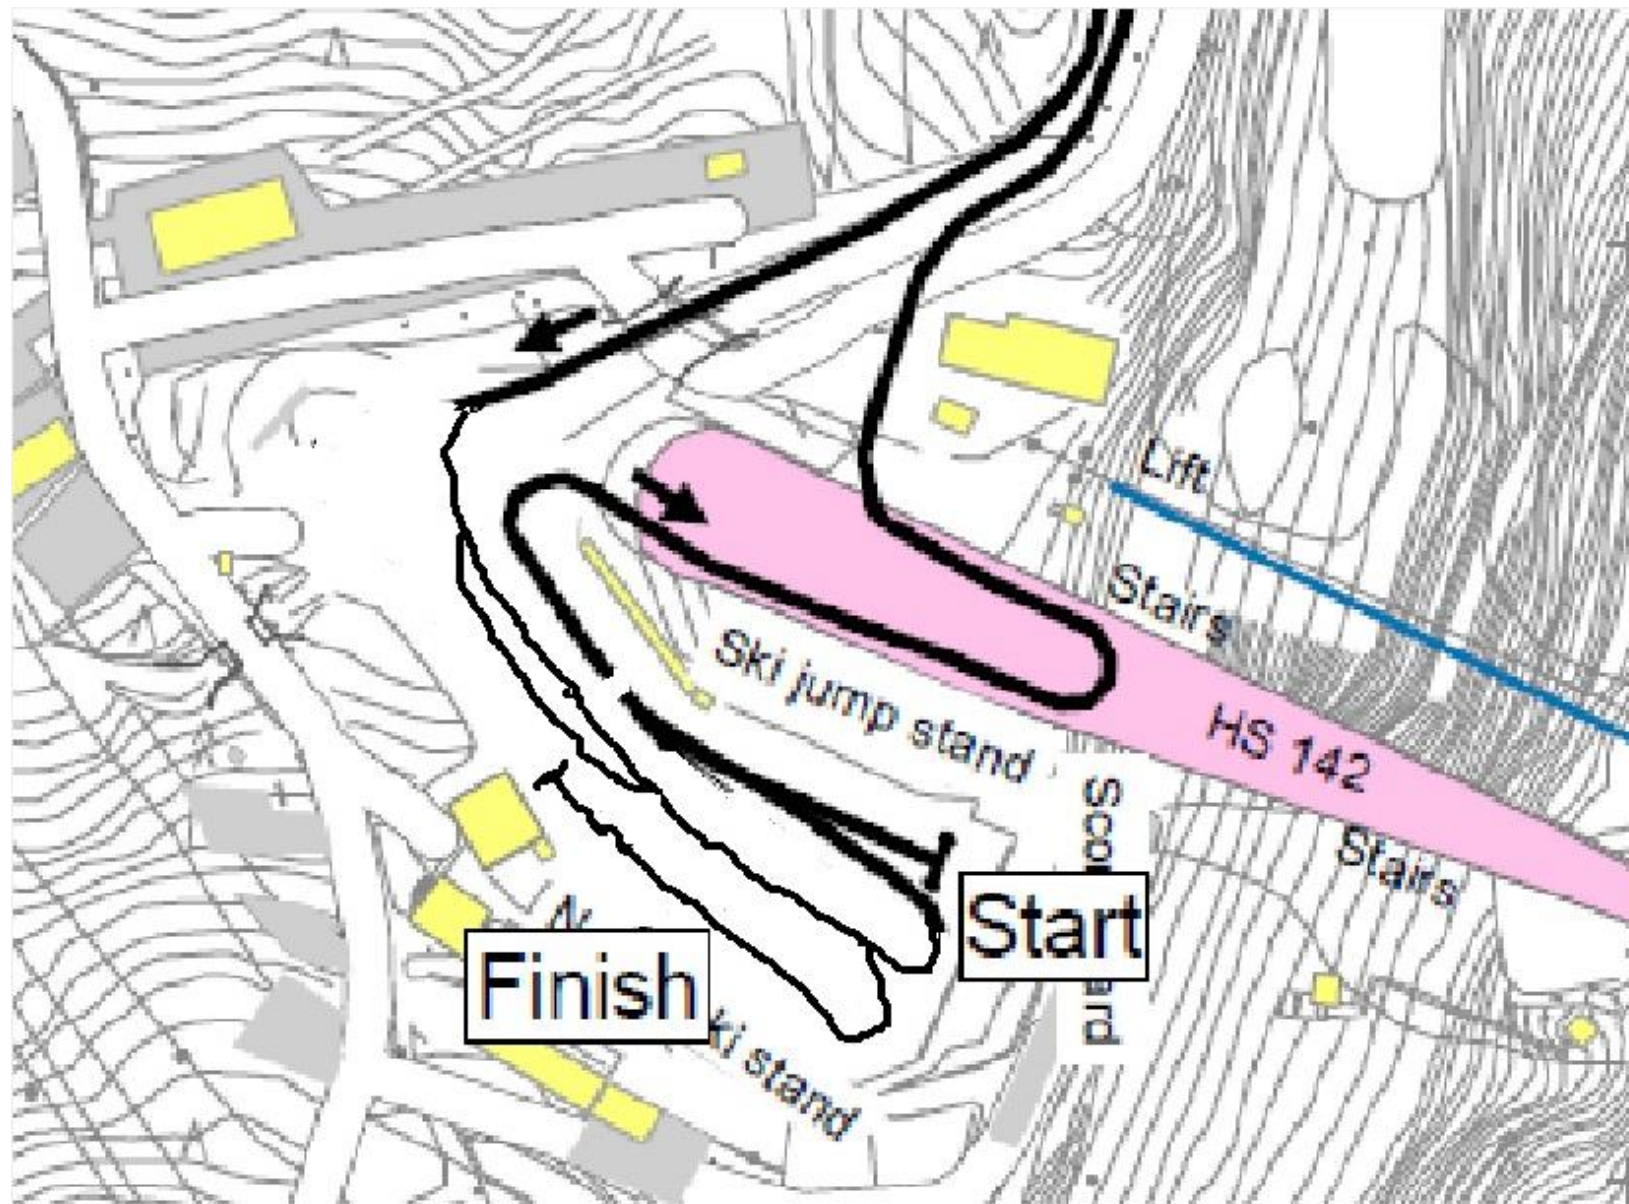 Lift
Stairs
Ski jump stand
HS 142
Stairs
Start
Finish
ki stand